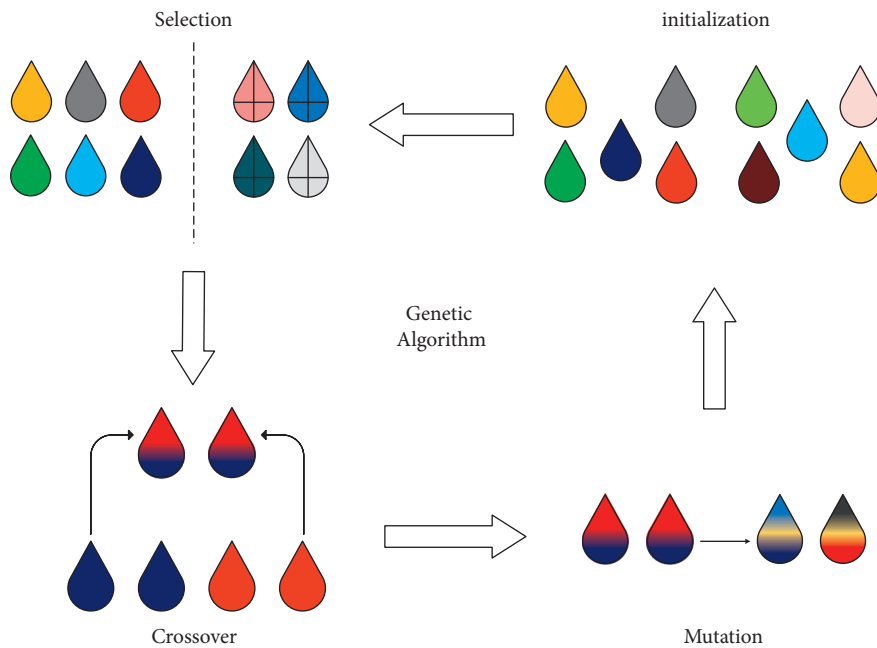 Selection
initialization
Genetic
Algorithm
Crossover
Mutation